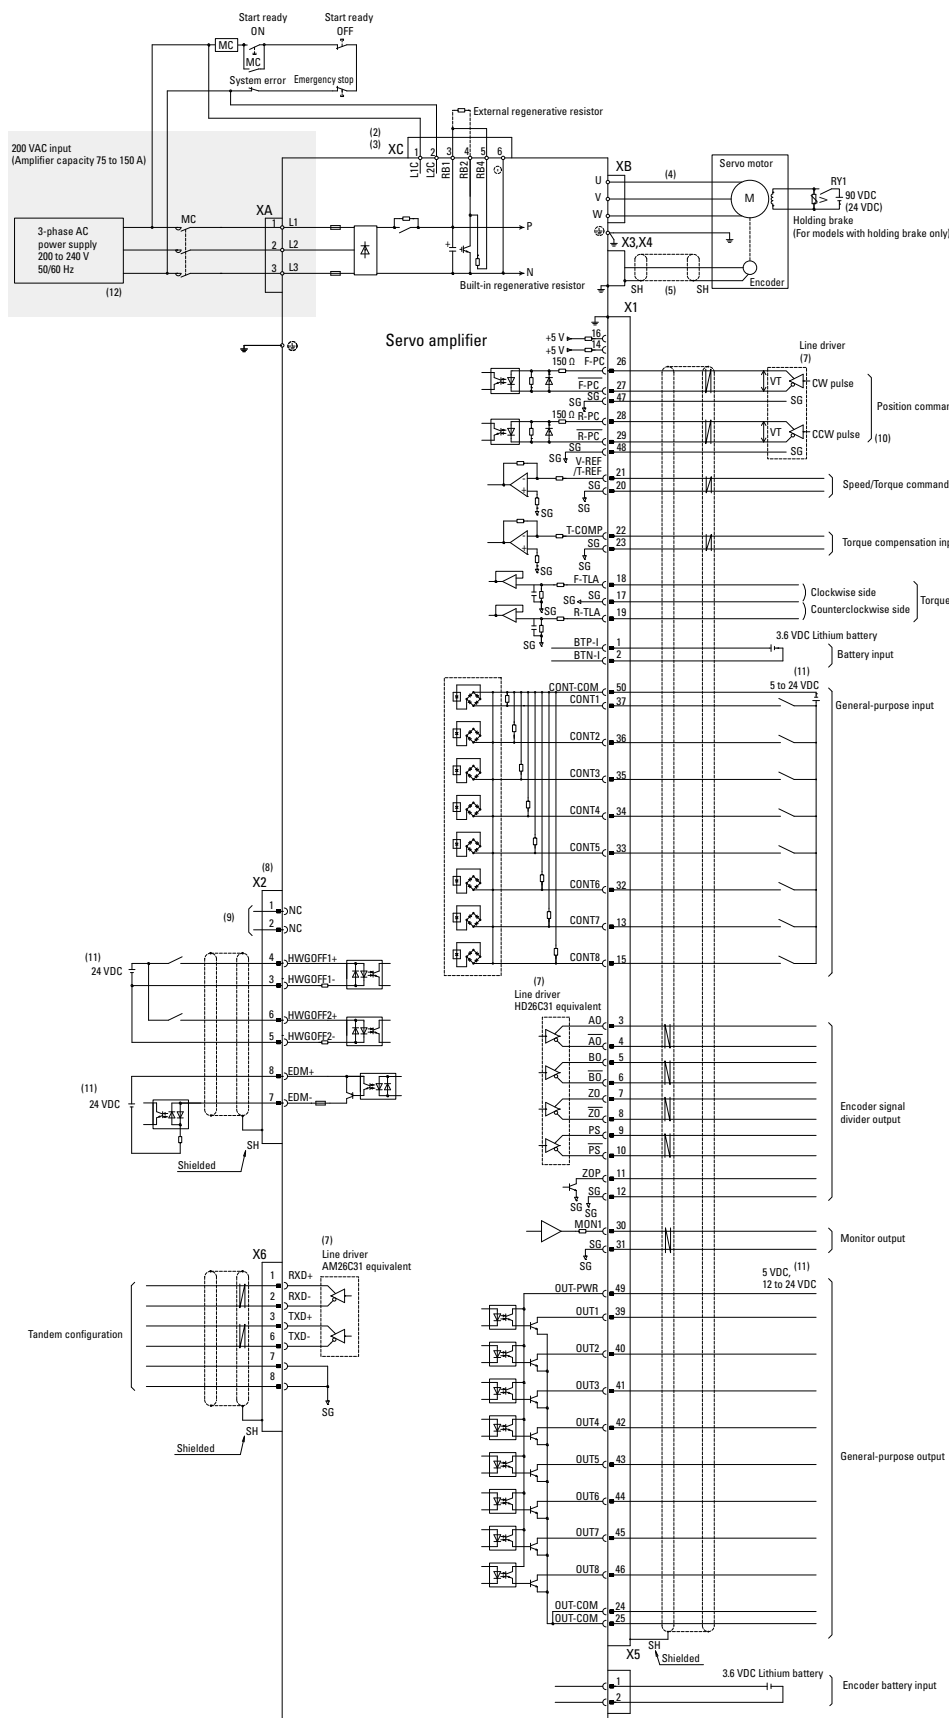 Start ready
ON
Start ready
OFF
MC
MC
System error
Emergency stop
External regenerative resistor
200 VAC input
(Amplifier capacity 75 to 150 A)
(2)
(3)
XC
1 2 3 4 5 6
L1C L2C RB1 RB2 RB4
XB
U
V
W
(4)
Servo motor
M
RY1
90 VDC
(24 VDC)
Holding brake
(For models with holding brake only)
3-phase AC
power supply
200 to 240 V
50/60 Hz
(12)
MC
XA
1 L1
2 L2
3 L3
P
N
Built-in regenerative resistor
X3,X4
SH (5) SH
Encoder
X1
Servo amplifier
+5 V 16
+5 V 14
150 Ω F-PC 26
F-PC 27
SG 47
SG
150 Ω R-PC 28
R-PC 29
SG 48
SG
Line driver
(7)
VT CW pulse
SG
VT CCW pulse
SG
Position comman
(10)
V-REF
/T-REF 21
SG 20
SG SG
Speed/Torque command
T-COMP 22
SG 23
SG SG
Torque compensation inp
F-TLA 18
SG SG 17
R-TLA 19
SG
Clockwise side
Counterclockwise side
Torque
BTP-I 1
BTN-I 2
3.6 VDC Lithium battery
Battery input
(11)
5 to 24 VDC
CONT-COM 50
CONT1 37
CONT2 36
CONT3 35
CONT4 34
CONT5 33
CONT6 32
CONT7 13
CONT8 15
General-purpose input
(8)
X2
(9)
1 NC
2 NC
(11)
24 VDC
4 HWGOFF1+
3 HWGOFF1-
6 HWGOFF2+
5 HWGOFF2-
(11)
24 VDC
8 EDM+
7 EDM-
SH
Shielded
(7)
Line driver
HD26C31 equivalent
AO 3
AO 4
BO 5
BO 6
ZO 7
ZO 8
PS 9
PS 10
ZOP 11
SG 12
SG SG
Encoder signal
divider output
MON1 30
SG 31
SG
Monitor output
X6
(7)
Line driver
AM26C31 equivalent
1 RXD+
2 RXD-
3 TXD+
6 TXD-
7
8
SG
Tandem configuration
SH
Shielded
(11)
5 VDC,
12 to 24 VDC
OUT-PWR 49
OUT1 39
OUT2 40
OUT3 41
OUT4 42
OUT5 43
OUT6 44
OUT7 45
OUT8 46
OUT-COM 24
OUT-COM 25
General-purpose output
X5
SH
Shielded
1
2
3.6 VDC Lithium battery
Encoder battery input